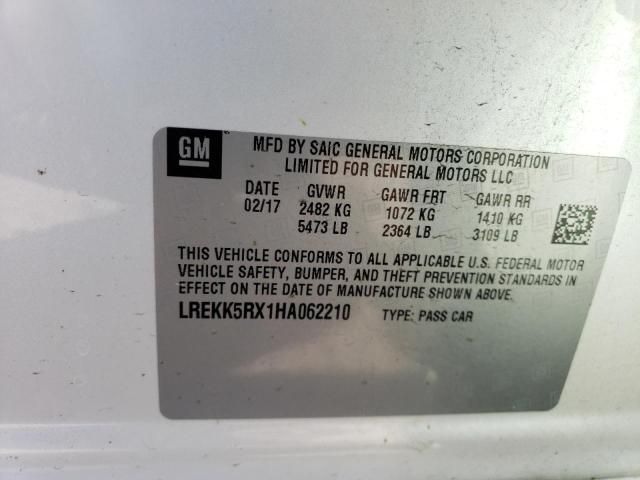 GM
MFD BY SAIC GENERAL MOTORS CORPORATION
LIMITED FOR GENERAL MOTORS LLC
DATE GVWR GAWR FRT GAWR RR
02/17 2482 KG 1072 KG 1410 KG
5473 LB 2364 LB 3109 LB
THIS VEHICLE CONFORMS TO ALL APPLICABLE U.S. FEDERAL MOTOR
VEHICLE SAFETY, BUMPER, AND THEFT PREVENTION STANDARDS IN
EFFECT ON THE DATE OF MANUFACTURE SHOWN ABOVE.
LREKK5RX1HA062210 TYPE: PASS CAR